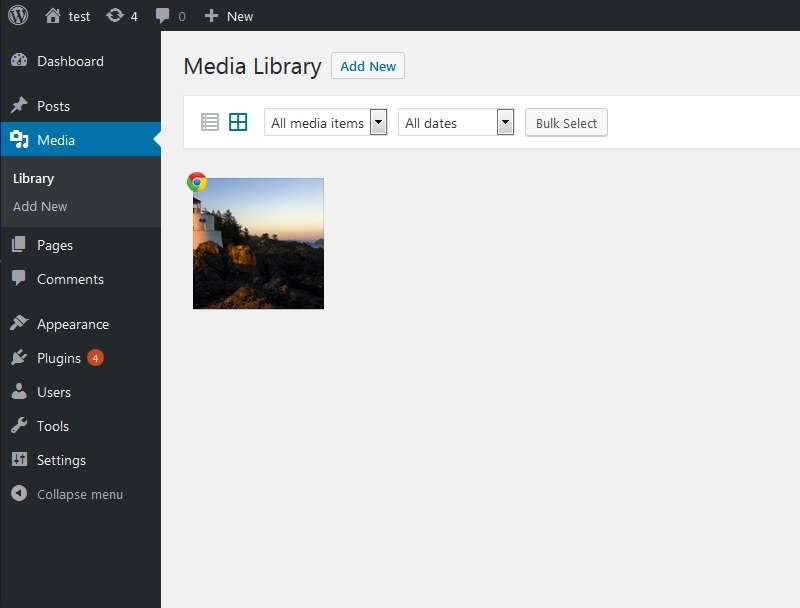 test 4 0 New
Dashboard
Posts
Media
Library
Add New
Pages
Comments
Appearance
Plugins 4
Users
Tools
Settings
Collapse menu
Media Library Add New
All media items All dates Bulk Select